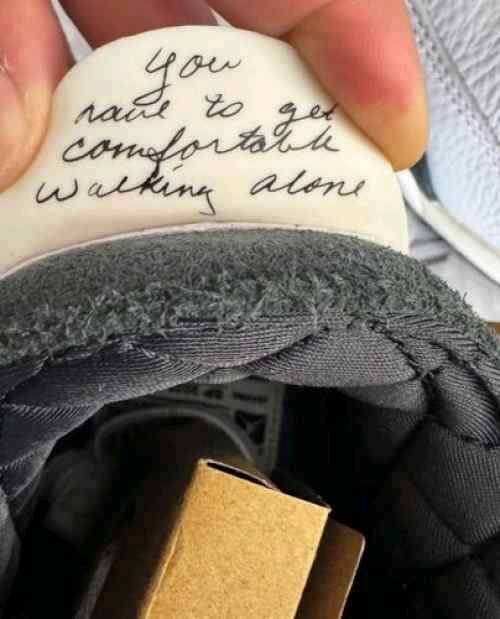 You
have to get
comfortable
walking alone